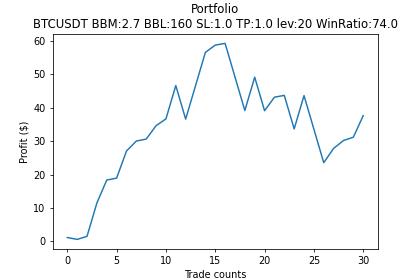 Portfolio
BTCUSDT BBM:2.7 BBL:160 SL:1.0 TP:1.0 lev:20 WinRatio:74.0
60
50
40
30
20
10
0
Profit ($)
0 5 10 15 20 25 30
Trade counts